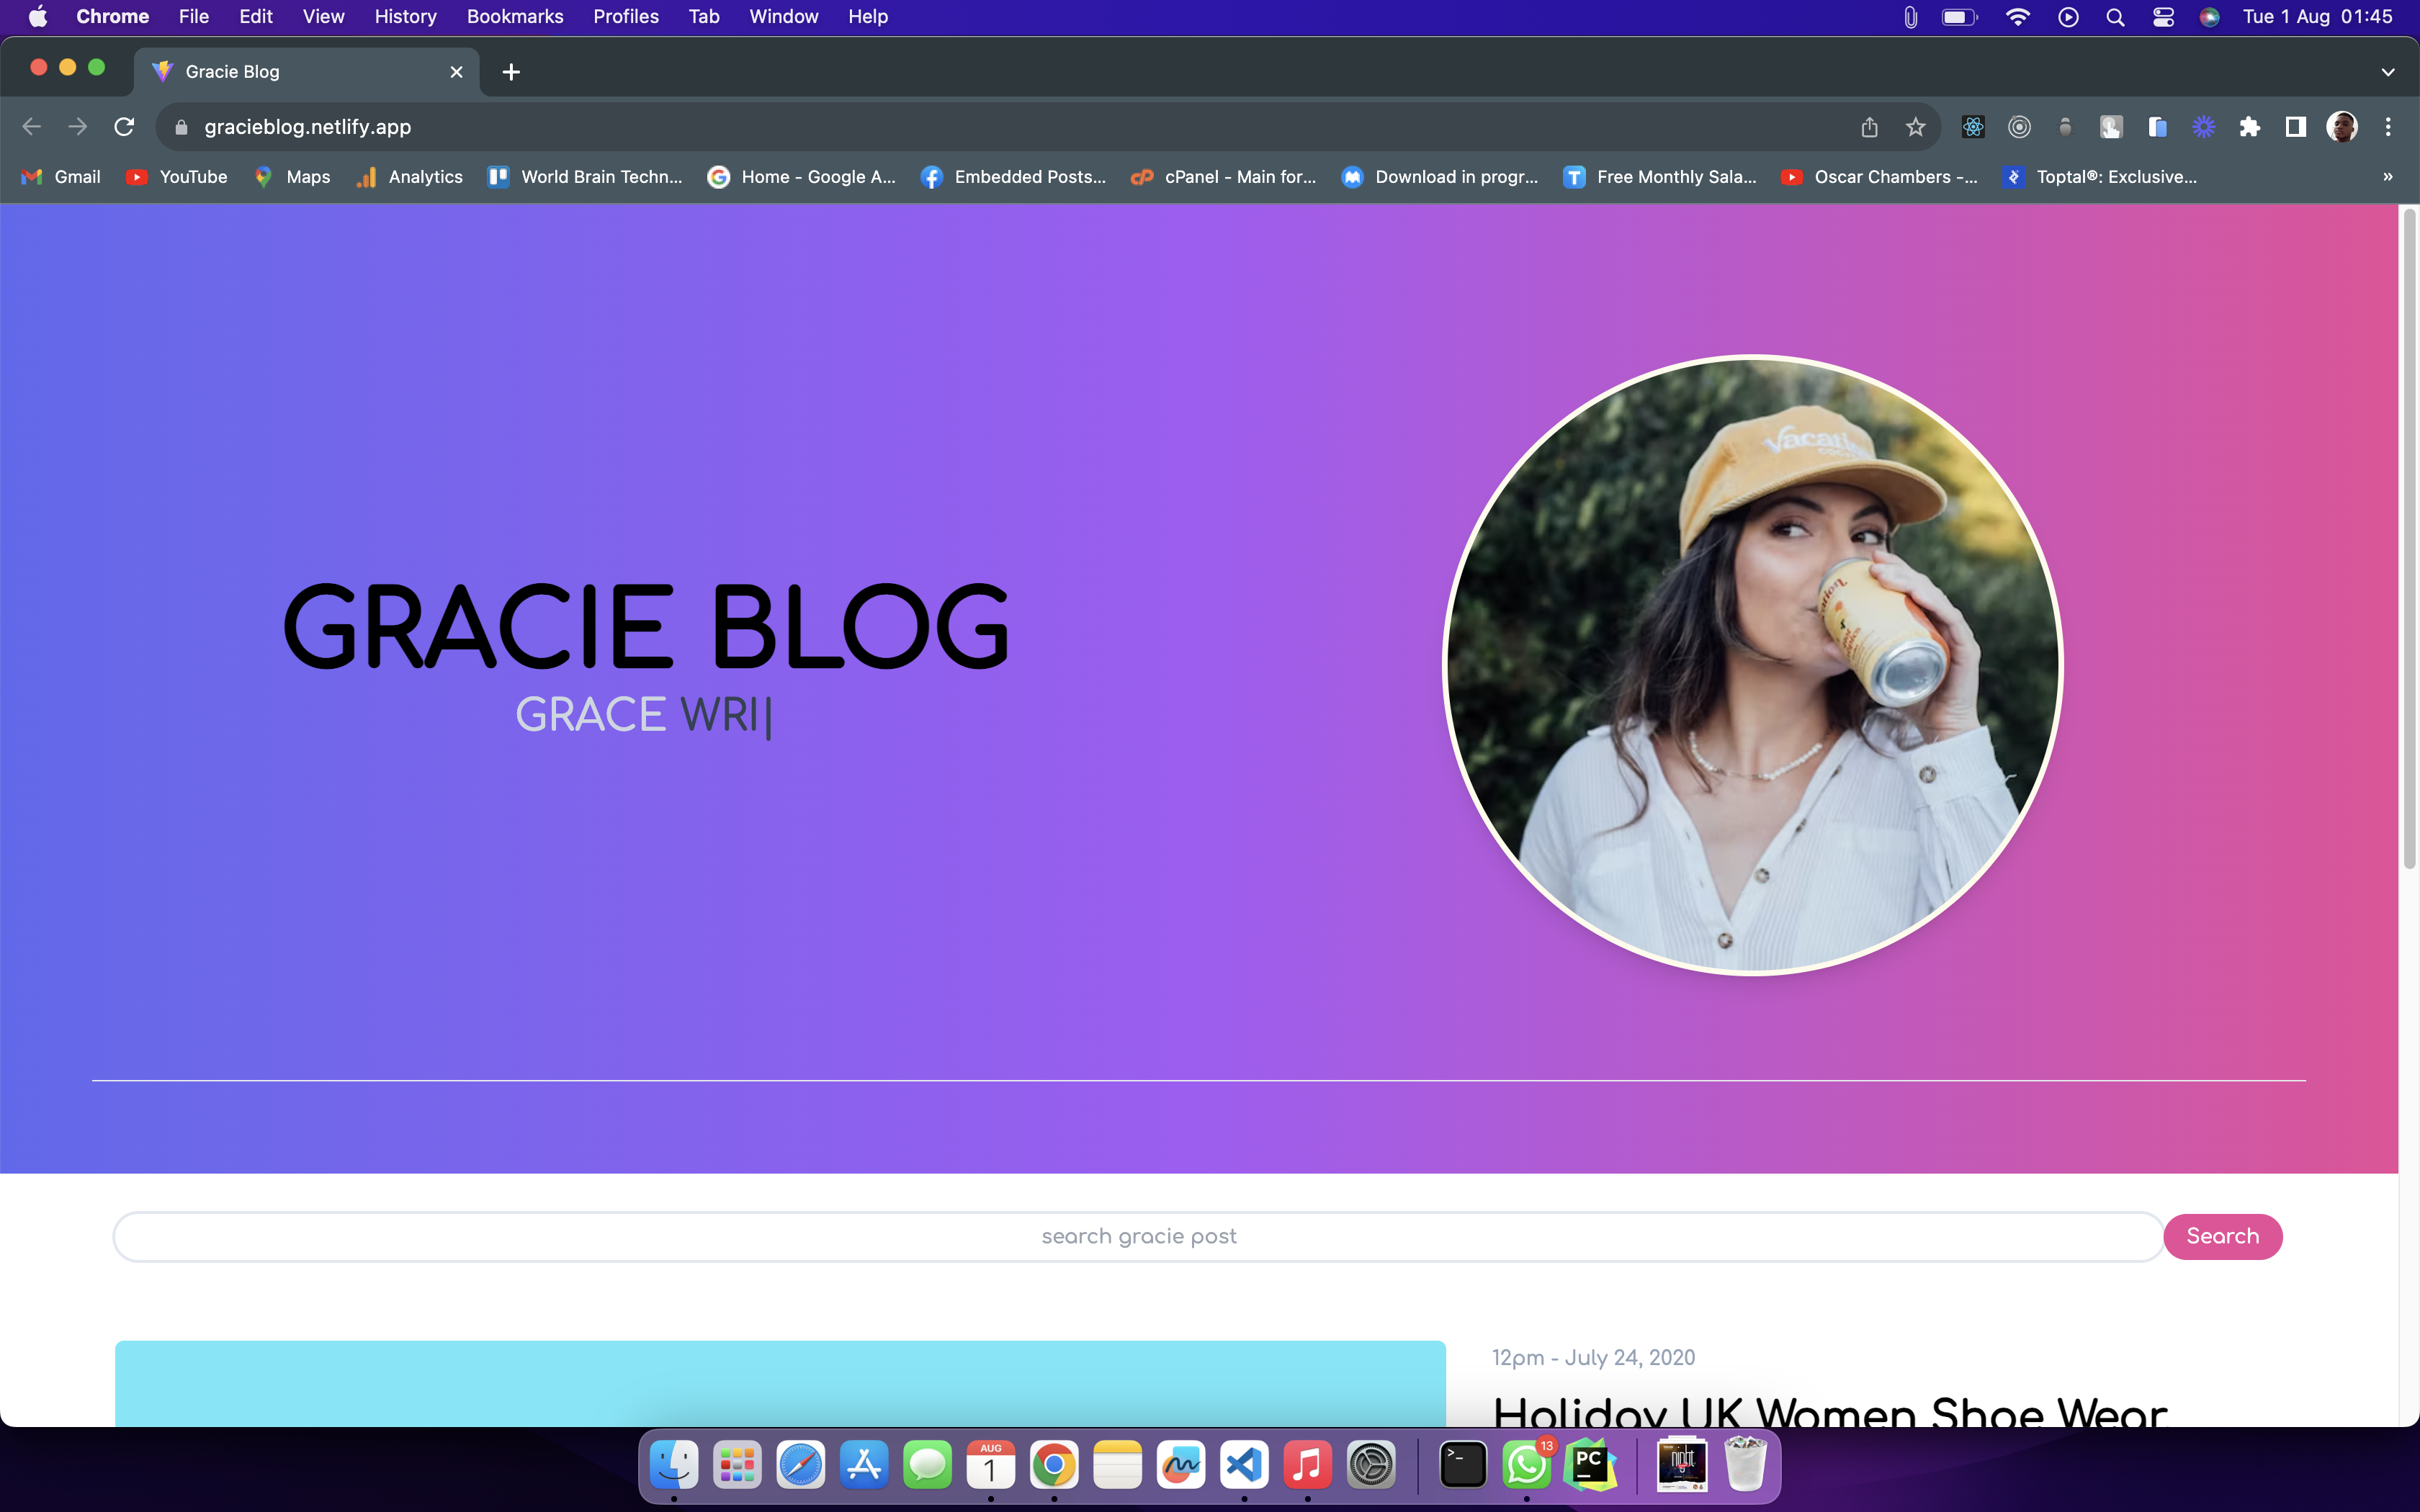 Chrome File Edit View History Bookmarks Profiles Tab Window Help Tue 1 Aug 01:45
Gracie Blog
gracieblog.netlify.app
Gmail YouTube Maps Analytics World Brain Techn... Home - Google A... Embedded Posts... cPanel - Main for... Download in progr... Free Monthly Sala... Oscar Chambers -... Toptal®: Exclusive... »
Vacati
GRACIE BLOG
GRACE WRI|
search gracie post
Search
12pm - July 24, 2020
Holiday UK Women Shoe Wear
AUG
1
13
PC